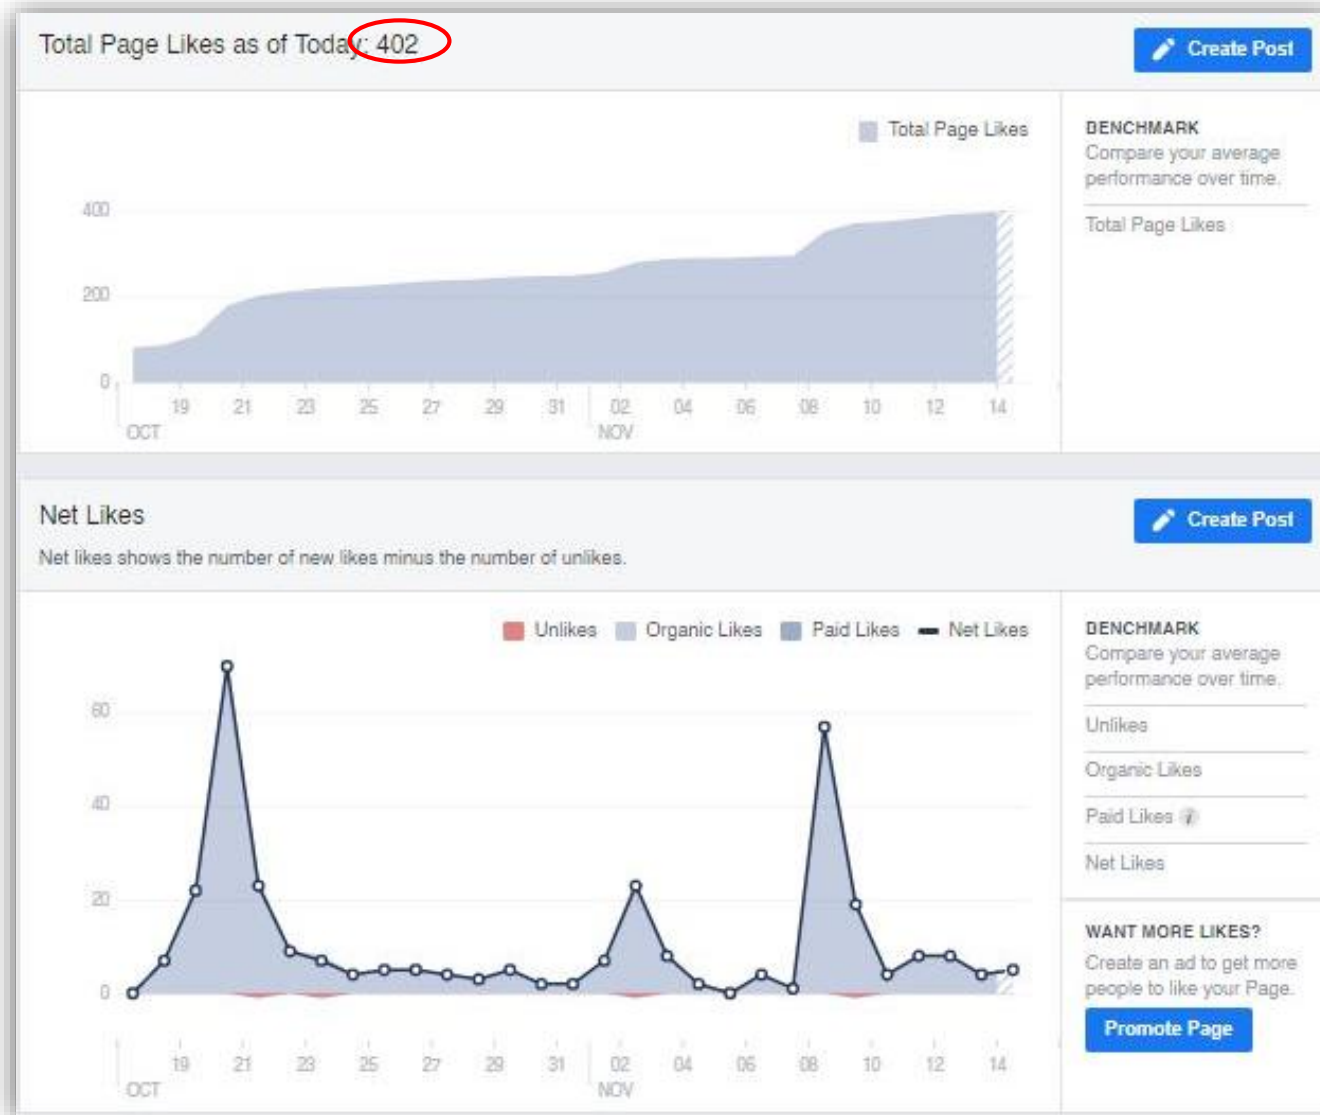 Total Page Likes as of Today: 402
Create Post
Total Page Likes
BENCHMARK
Compare your average
performance over time.
Total Page Likes
400
200
0
19 21 23 25 27 29 31 02 04 06 08 10 12 14
OCT NOV
Net Likes
Create Post
Net likes shows the number of new likes minus the number of unlikes.
Unlikes Organic Likes Paid Likes Net Likes
BENCHMARK
Compare your average
performance over time.
Unlikes
Organic Likes
Paid Likes i
Net Likes
60
40
20
0
WANT MORE LIKES?
Create an ad to get more
people to like your Page.
Promote Page
19 21 23 25 27 29 31 02 04 06 08 10 12 14
OCT NOV